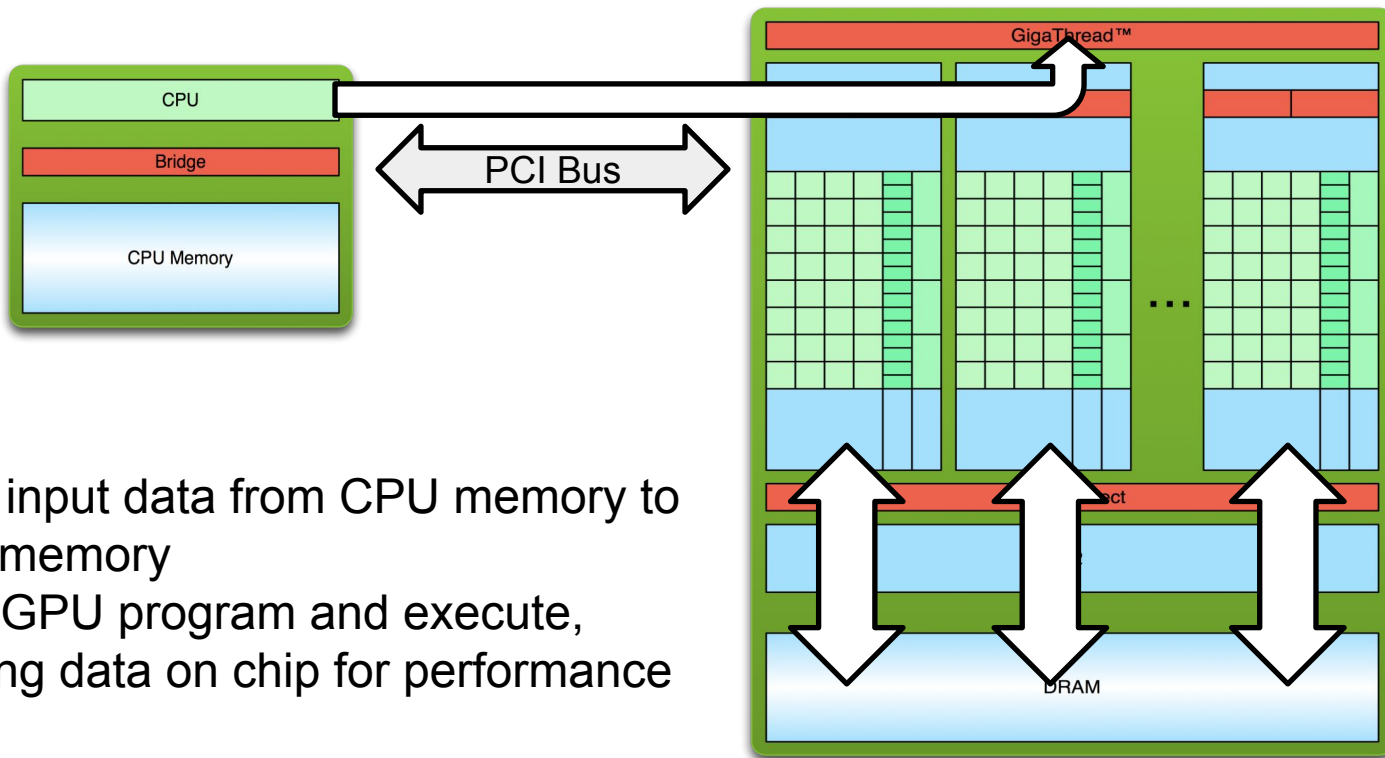 GigaThread™
CPU
Bridge
PCI Bus
CPU Memory
...
input data from CPU memory to
memory
GPU program and execute,
ng data on chip for performance
ect
DRAM